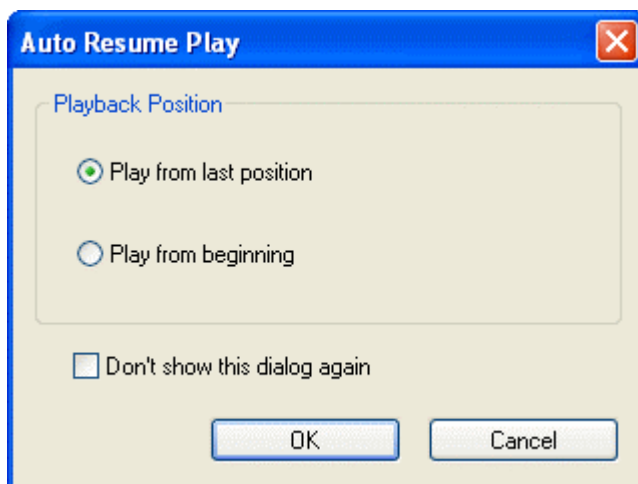 Auto Resume Play
Playback Position
Play from last position
Play from beginning
Don't show this dialog again
OK
Cancel